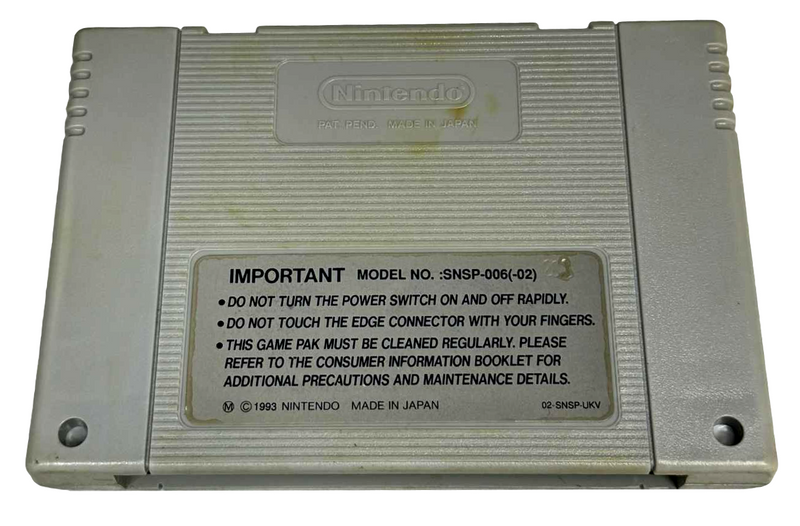 Nintendo
PAT. PEND. MADE IN JAPAN
IMPORTANT MODEL NO. :SNSP-006(-02)
• DO NOT TURN THE POWER SWITCH ON AND OFF RAPIDLY.
• DO NOT TOUCH THE EDGE CONNECTOR WITH YOUR FINGERS.
• THIS GAME PAK MUST BE CLEANED REGULARLY. PLEASE
REFER TO THE CONSUMER INFORMATION BOOKLET FOR
ADDITIONAL PRECAUTIONS AND MAINTENANCE DETAILS.
Ⓜ © 1993 NINTENDO MADE IN JAPAN 02-SNSP-UKV